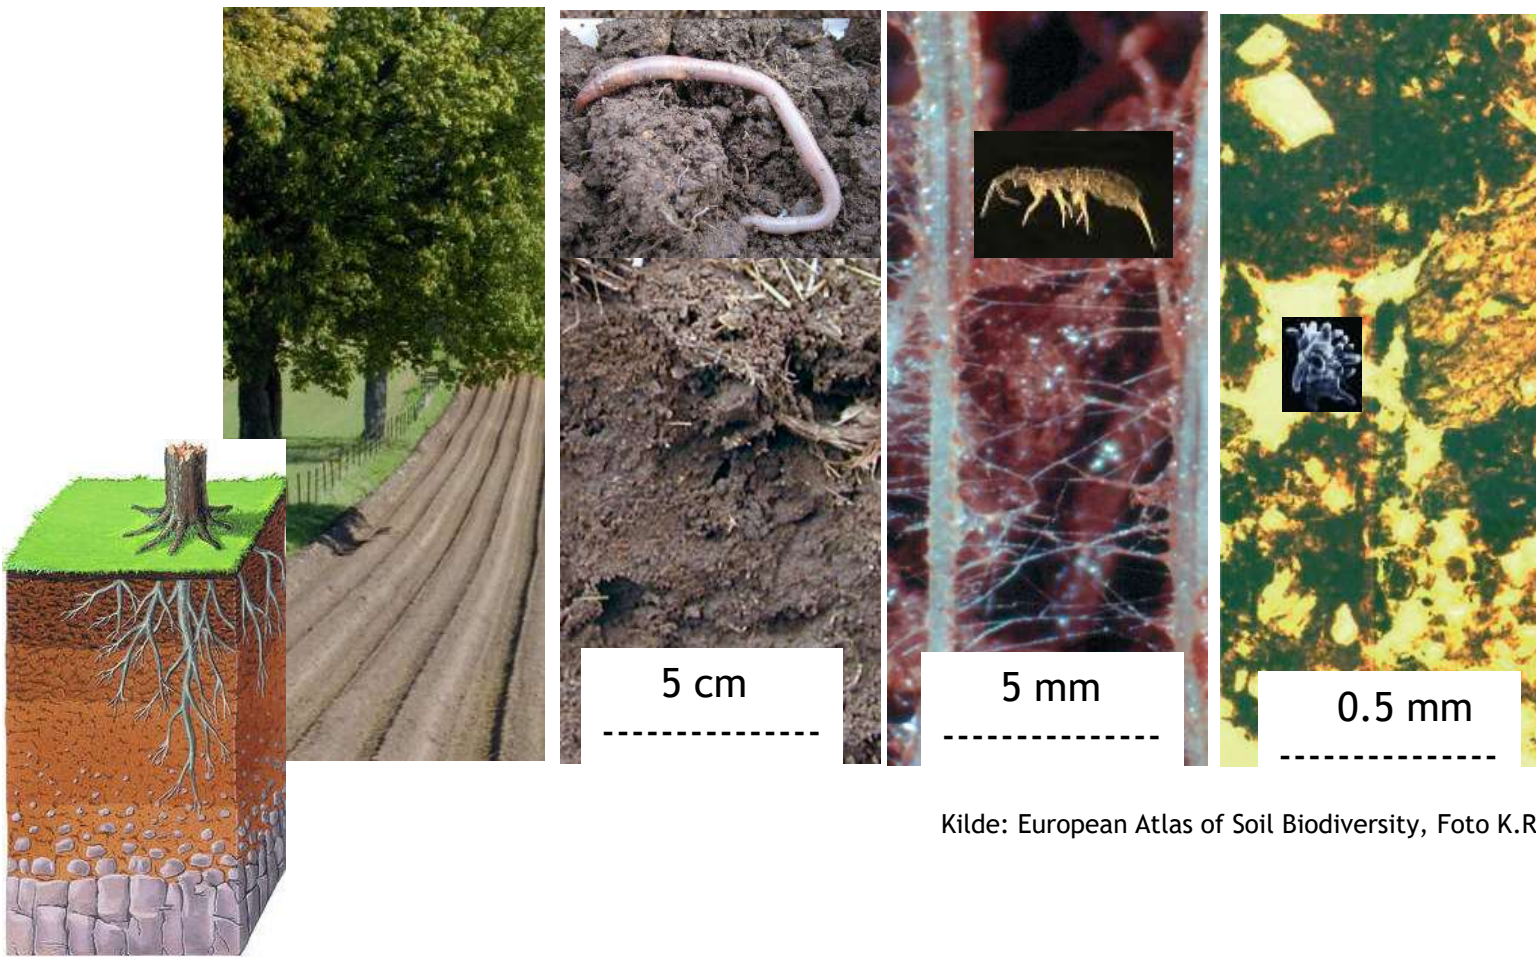 5 cm
5 mm
0.5 mm
Kilde: European Atlas of Soil Biodiversity, Foto K.R